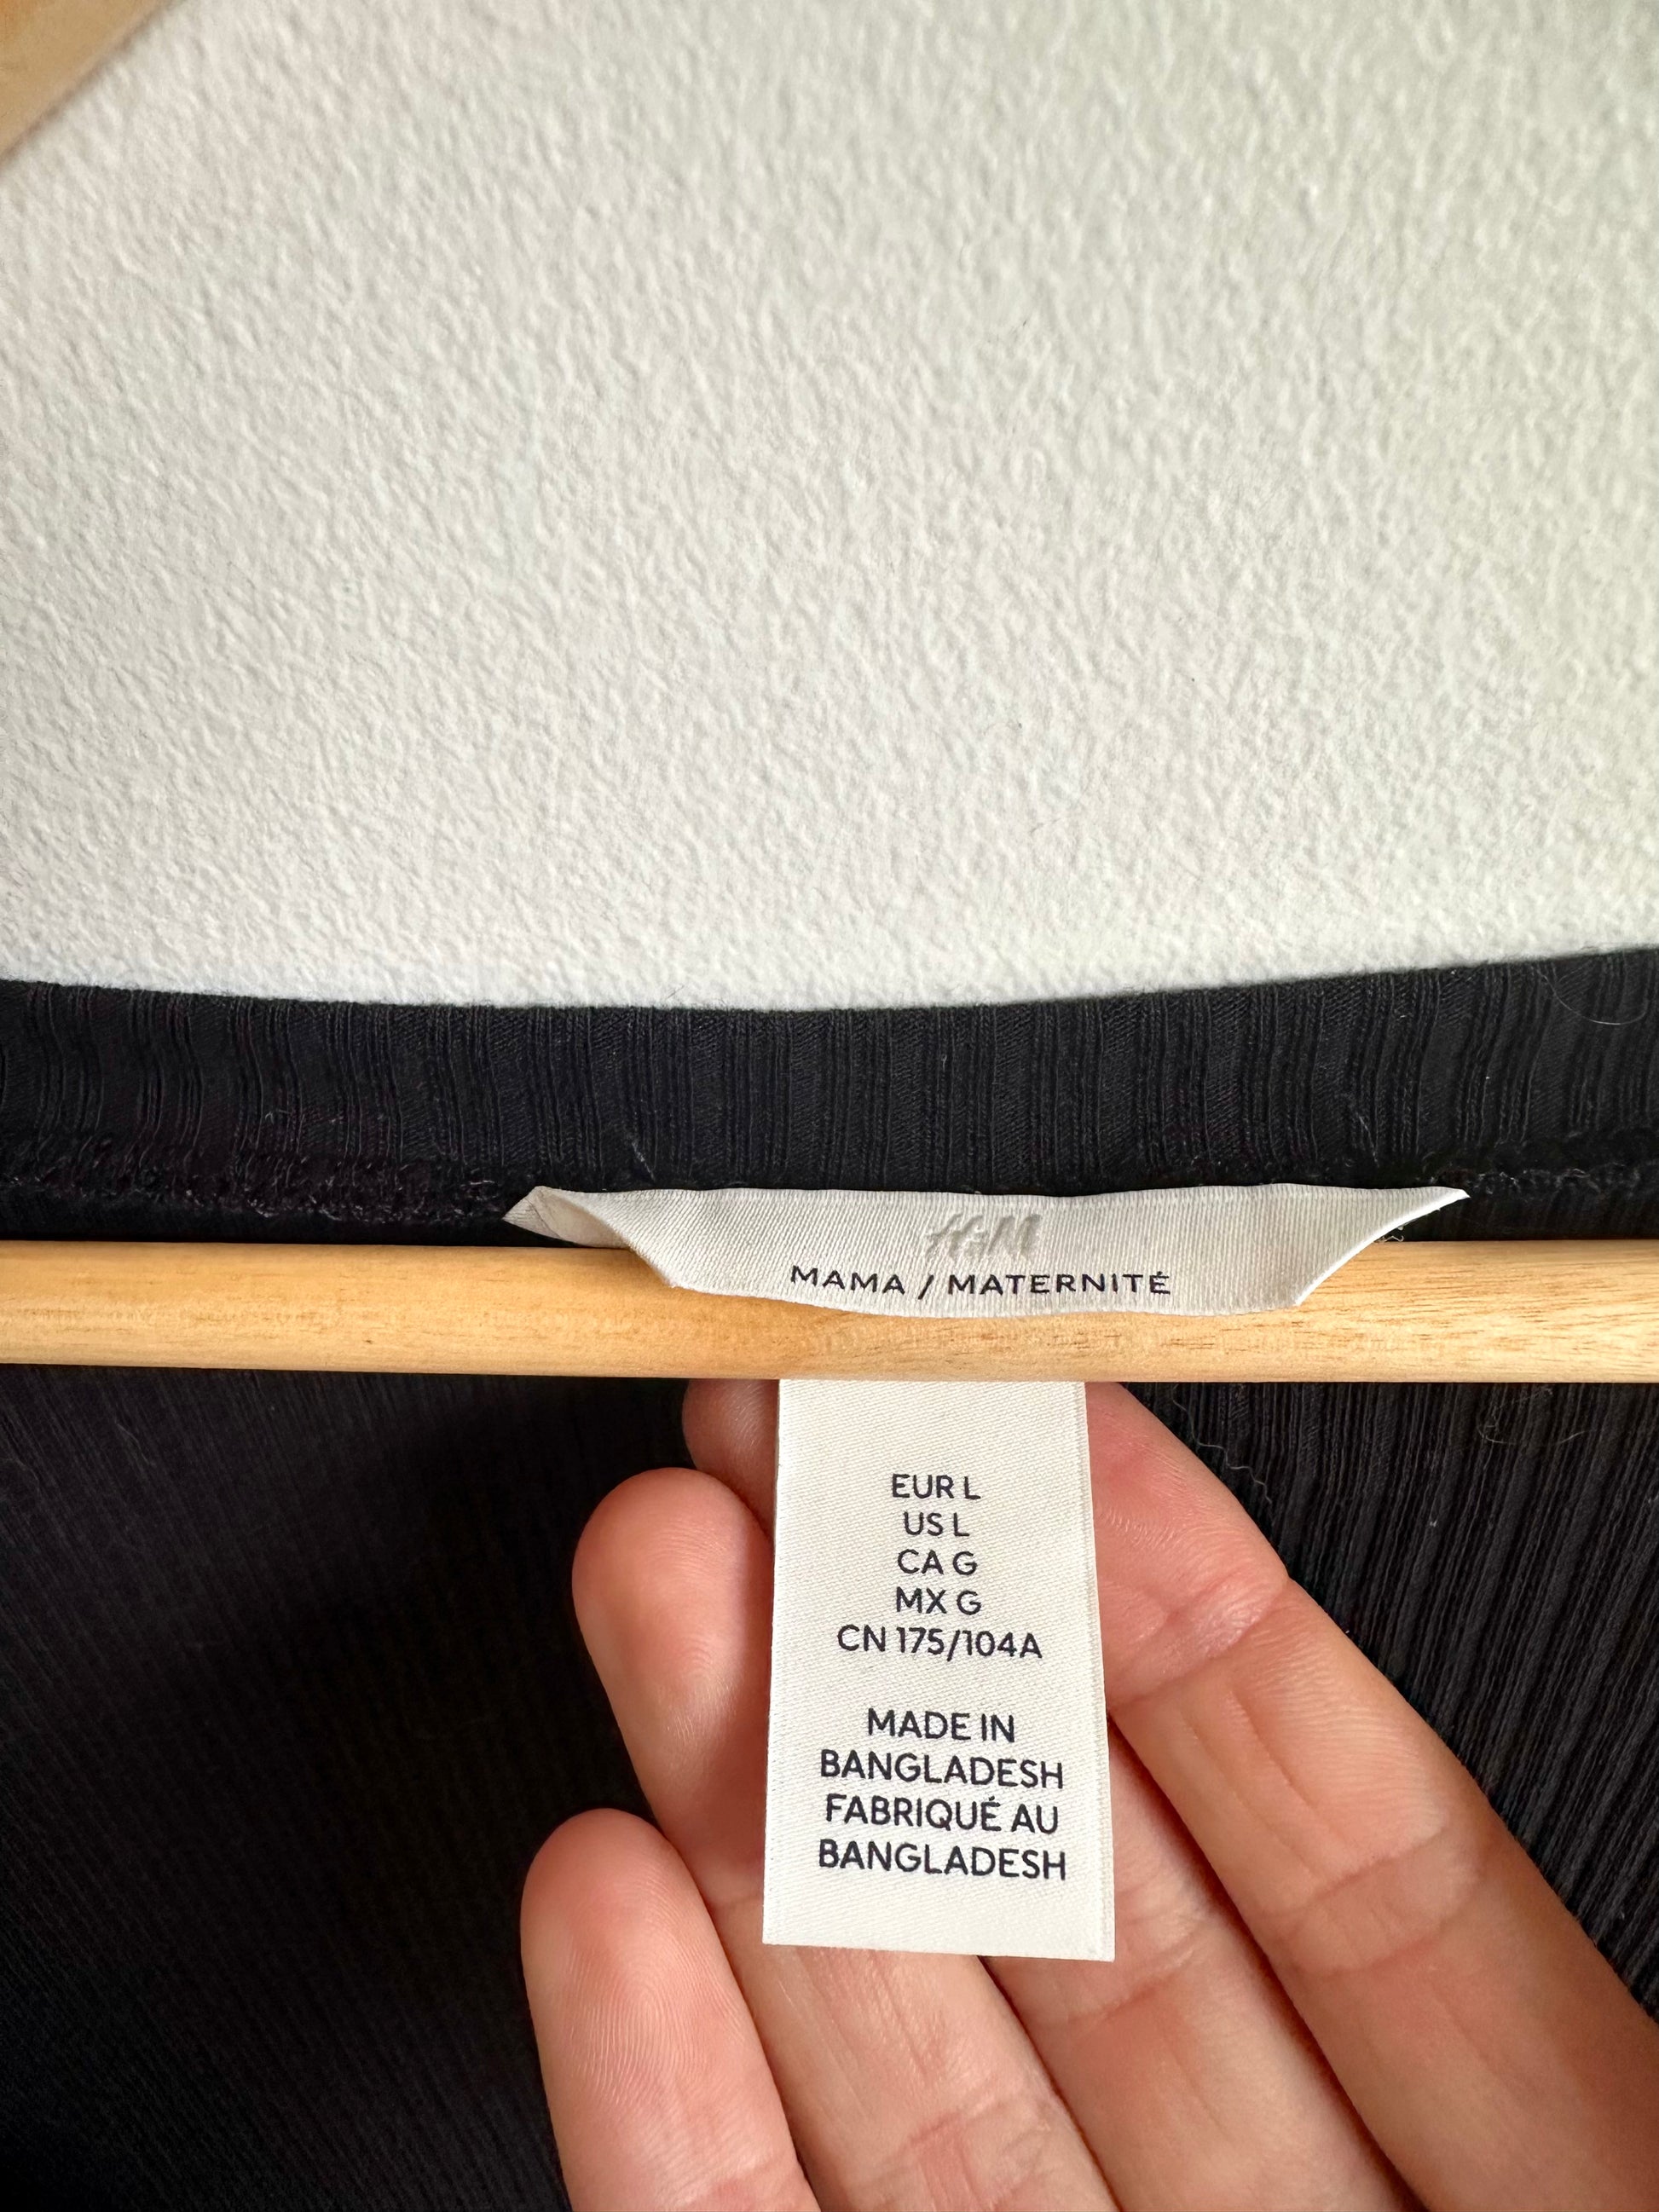 H&M
MAMA / MATERNITÉ
EUR L
US L
CA G
MX G
CN 175/104A
MADE IN
BANGLADESH
FABRIQUÉ AU
BANGLADESH